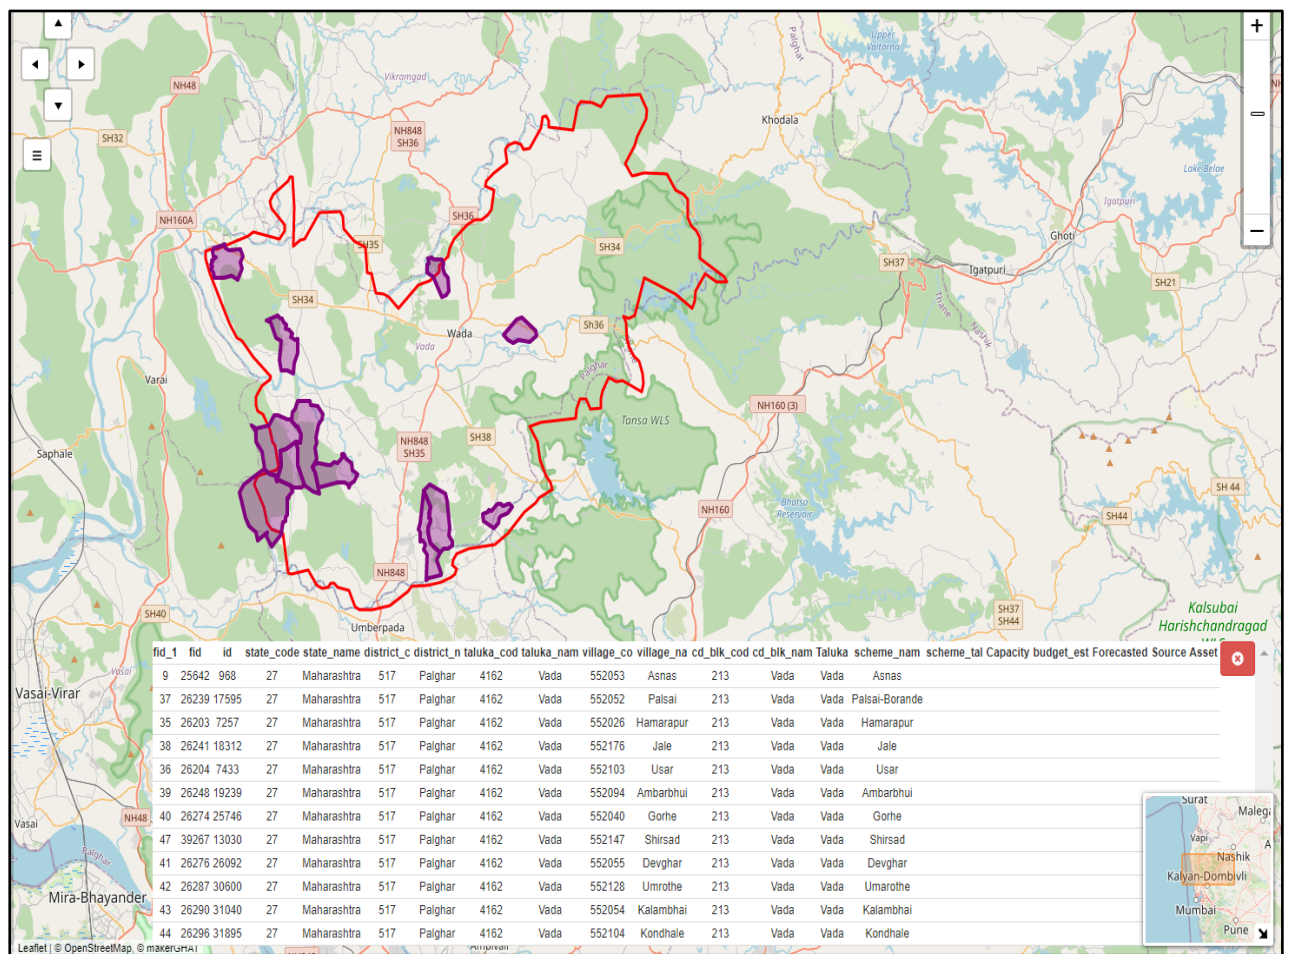 Upper
Vaitarna
Palghar
Vikramgad
NH48
NH848
SH36
SH32
Khodala
Lake Belae
Igatpuri
NH160A
SH36
SH35
SH34
Ghoti
SH37
Igatpuri
SH21
SH34
Sh36
Thane
Nashik
Wada
Vada
Palghar
Varai
NH160 (3)
Tansa WLS
NH848
SH35
SH38
Saphale
SH 44
NH160
Bhatsa
Reservoir
SH44
NH848
SH40
Umberpada
SH37
SH44
Kalsubai
Harishchandragad
WLS
fid_1 fid id state_code state_name district_c district_n taluka_cod taluka_nam village_co village_na cd_blk_cod cd_blk_nam Taluka scheme_nam scheme_tal Capacity budget_est Forecasted Source Asset
9 25642 968 27 Maharashtra 517 Palghar 4162 Vada 552053 Asnas 213 Vada Vada Asnas
37 26239 17595 27 Maharashtra 517 Palghar 4162 Vada 552052 Palsai 213 Vada Vada Palsai-Borande
35 26203 7257 27 Maharashtra 517 Palghar 4162 Vada 552026 Hamarapur 213 Vada Vada Hamarapur
38 26241 18312 27 Maharashtra 517 Palghar 4162 Vada 552176 Jale 213 Vada Vada Jale
36 26204 7433 27 Maharashtra 517 Palghar 4162 Vada 552103 Usar 213 Vada Vada Usar
39 26248 19239 27 Maharashtra 517 Palghar 4162 Vada 552094 Ambarbhui 213 Vada Vada Ambarbhui
40 26274 25746 27 Maharashtra 517 Palghar 4162 Vada 552040 Gorhe 213 Vada Vada Gorhe
47 39267 13030 27 Maharashtra 517 Palghar 4162 Vada 552147 Shirsad 213 Vada Vada Shirsad
41 26276 26092 27 Maharashtra 517 Palghar 4162 Vada 552055 Devghar 213 Vada Vada Devghar
42 26287 30600 27 Maharashtra 517 Palghar 4162 Vada 552128 Umrothe 213 Vada Vada Umarothe
43 26290 31040 27 Maharashtra 517 Palghar 4162 Vada 552054 Kalambhai 213 Vada Vada Kalambhai
44 26296 31895 27 Maharashtra 517 Palghar 4162 Vada 552104 Kondhale 213 Vada Vada Kondhale
Vasai-Virar
Vasai
NH48
Palghar
Mira-Bhayander
Surat
Vapi
Nashik
Kalyan-Dombivli
Mumbai
Pune
Leaflet | © OpenStreetMap, © makerGHAT